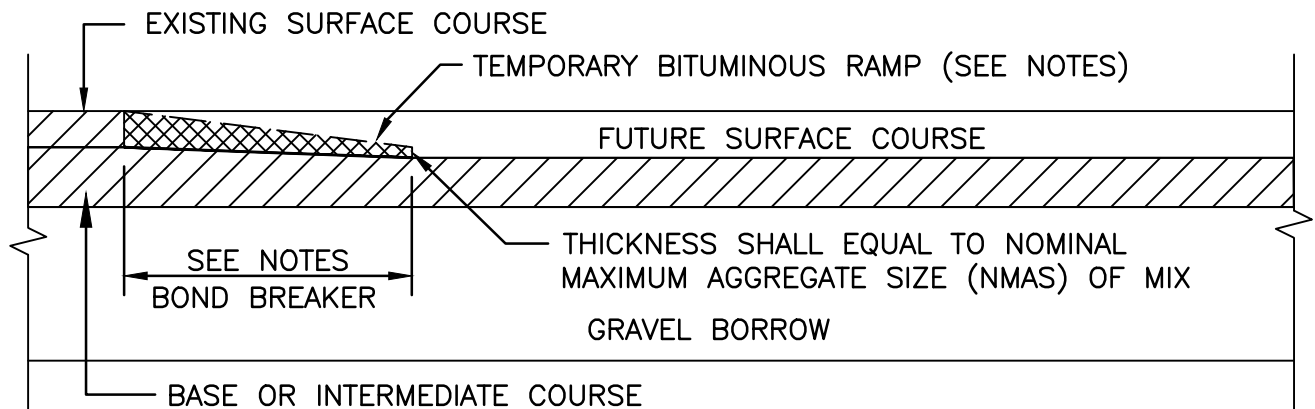 EXISTING SURFACE COURSE
TEMPORARY BITUMINOUS RAMP (SEE NOTES)
FUTURE SURFACE COURSE
THICKNESS SHALL EQUAL TO NOMINAL
MAXIMUM AGGREGATE SIZE (NMAS) OF MIX
SEE NOTES
BOND BREAKER
GRAVEL BORROW
BASE OR INTERMEDIATE COURSE